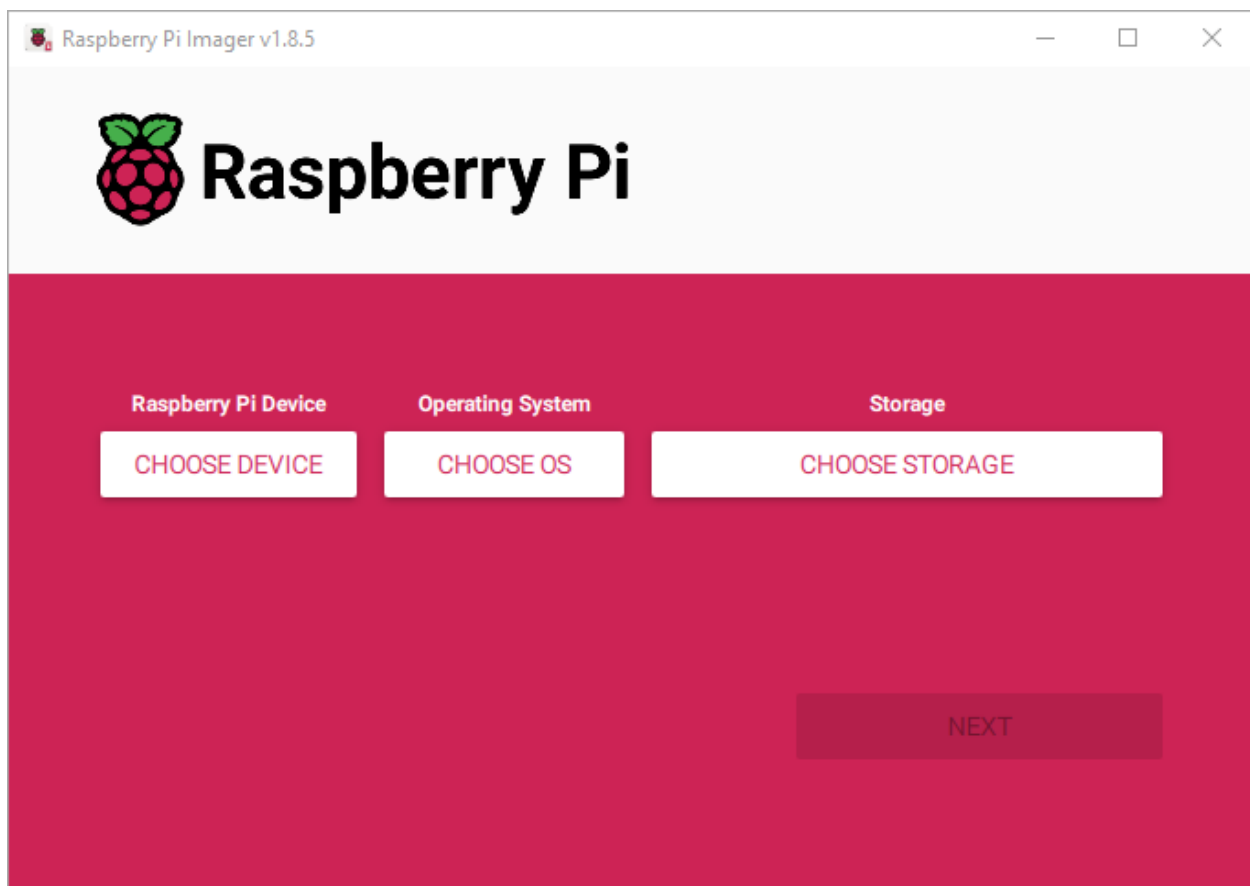 Raspberry Pi Imager v1.8.5
Raspberry Pi
Raspberry Pi Device
Operating System
Storage
CHOOSE DEVICE
CHOOSE OS
CHOOSE STORAGE
NEXT